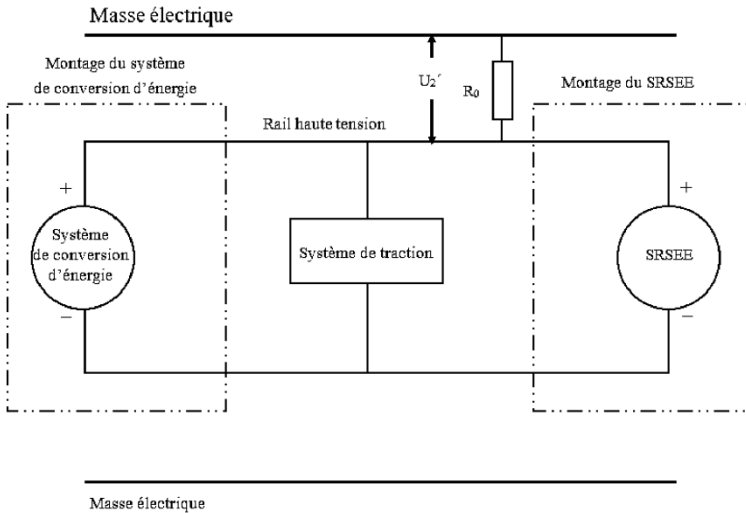 Masse électrique
Montage du système
de conversion d'énergie
U2´
R0
Montage du SRSEE
Rail haute tension
+
+
Système
de conversion
d'énergie
Système de traction
SRSEE
−
−
Masse électrique